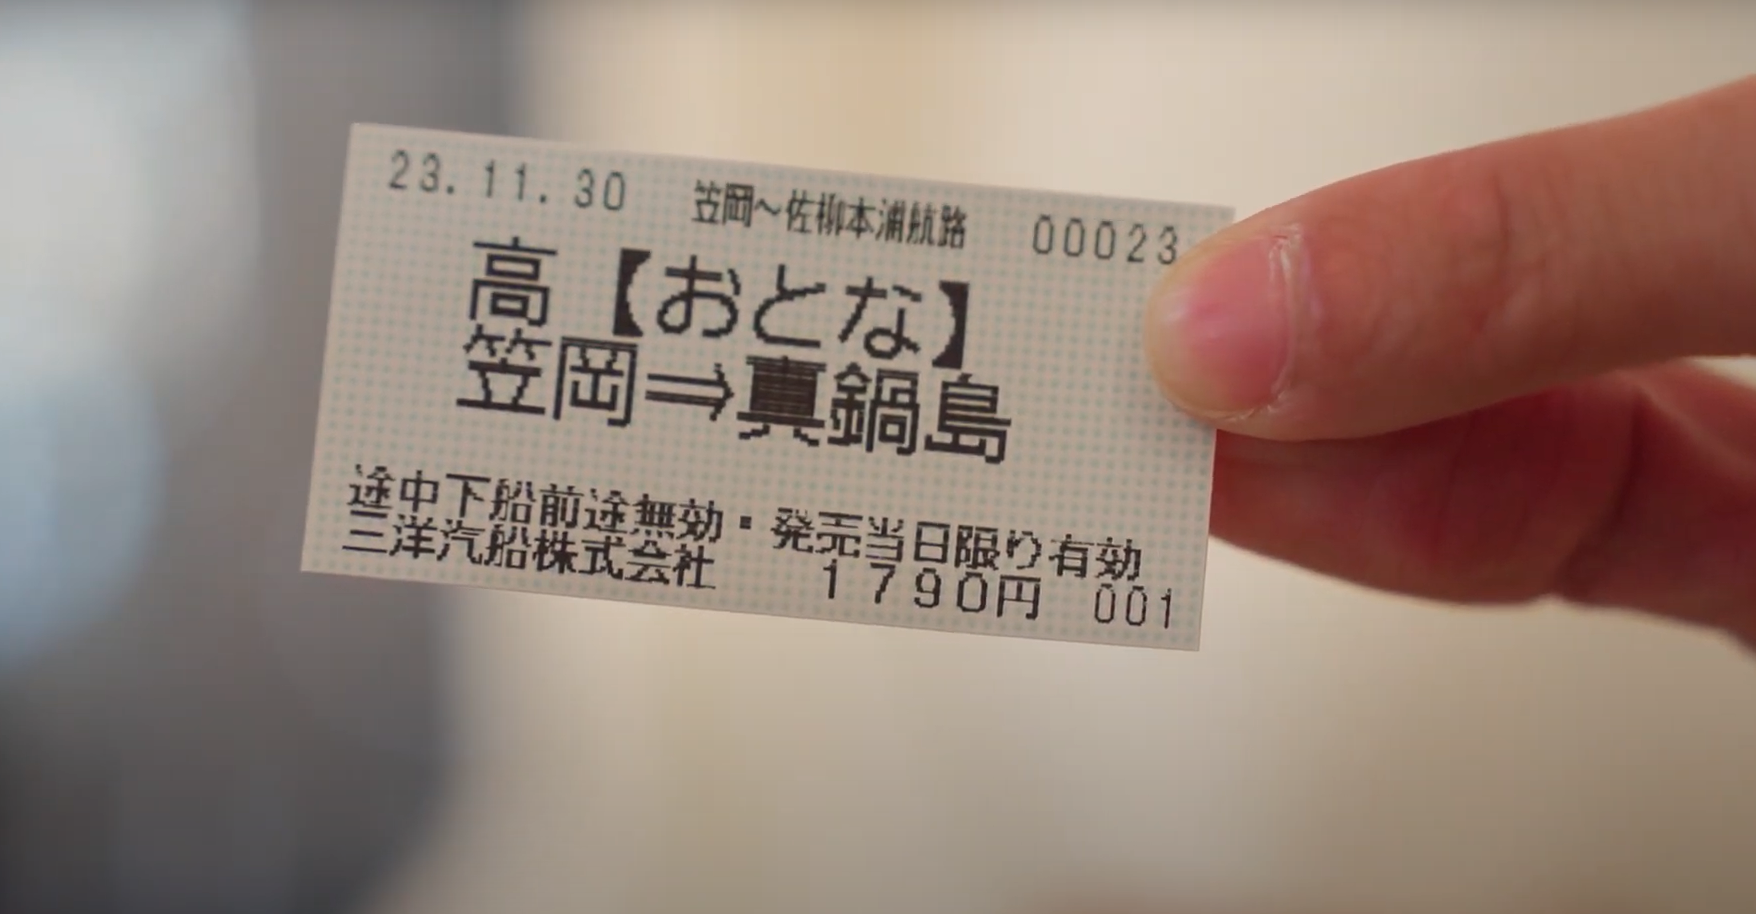 23.11.30 笠岡～佐柳本浦航路 00023
高【おとな】
笠岡⇒真鍋島
途中下船前途無効・発売当日限り有効
三洋汽船株式会社 1790円 001